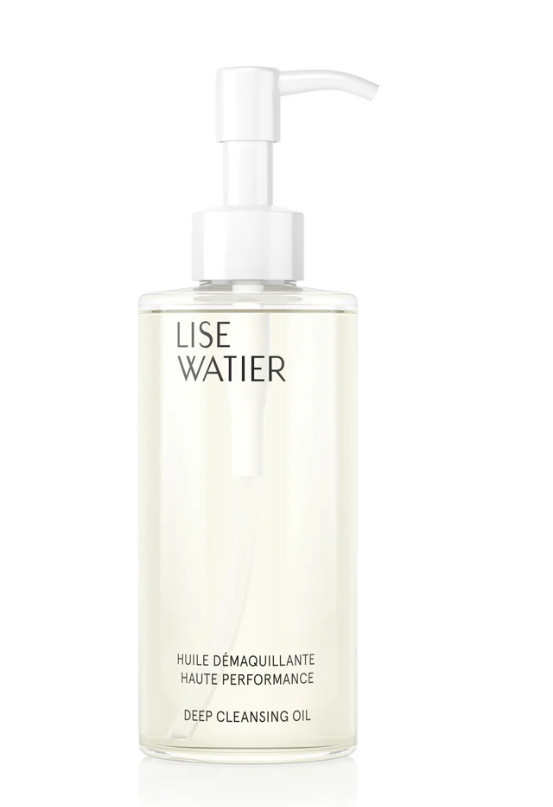 LISE
WATIER
HUILE DÉMAQUILLANTE
HAUTE PERFORMANCE
DEEP CLEANSING OIL